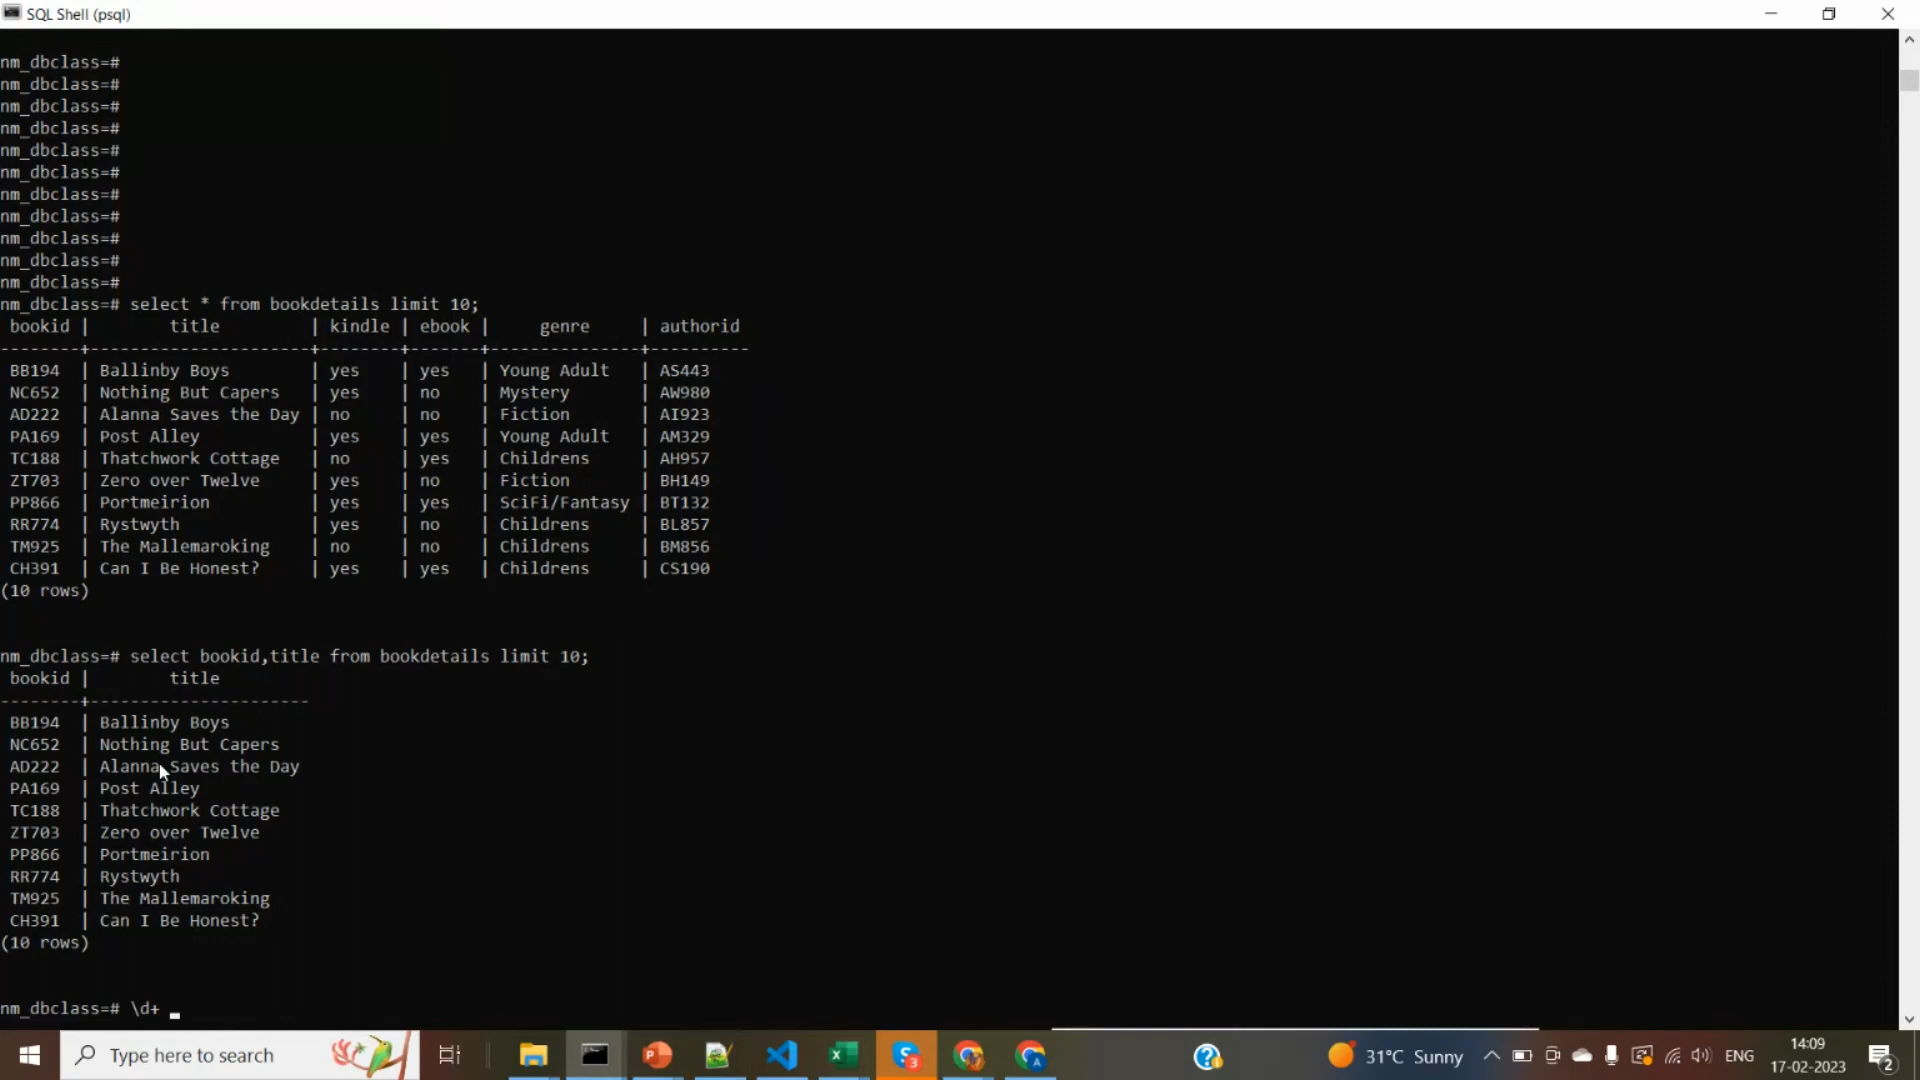 SQL Shell (psql)
nm_dbclass=#
nm_dbclass=#
nm_dbclass=#
nm_dbclass=#
nm_dbclass=#
nm_dbclass=#
nm_dbclass=#
nm_dbclass=#
nm_dbclass=#
nm_dbclass=#
nm_dbclass=#
nm_dbclass=# select * from bookdetails limit 10;
bookid | title | kindle | ebook | genre | authorid
--------+----------------------+--------+-------+---------------+----------
BB194 | Ballinby Boys | yes | yes | Young Adult | AS443
NC652 | Nothing But Capers | yes | no | Mystery | AW980
AD222 | Alanna Saves the Day | no | no | Fiction | AI923
PA169 | Post Alley | yes | yes | Young Adult | AM329
TC188 | Thatchwork Cottage | no | yes | Childrens | AH957
ZT703 | Zero over Twelve | yes | no | Fiction | BH149
PP866 | Portmeirion | yes | yes | SciFi/Fantasy | BT132
RR774 | Rystwyth | yes | no | Childrens | BL857
TM925 | The Mallemaroking | no | no | Childrens | BM856
CH391 | Can I Be Honest? | yes | yes | Childrens | CS190
(10 rows)
nm_dbclass=# select bookid,title from bookdetails limit 10;
bookid | title
--------+----------------------
BB194 | Ballinby Boys
NC652 | Nothing But Capers
AD222 | Alanna Saves the Day
PA169 | Post Alley
TC188 | Thatchwork Cottage
ZT703 | Zero over Twelve
PP866 | Portmeirion
RR774 | Rystwyth
TM925 | The Mallemaroking
CH391 | Can I Be Honest?
(10 rows)
nm_dbclass=# \d+ _
Type here to search
31°C Sunny
ENG
14:09
17-02-2023
2